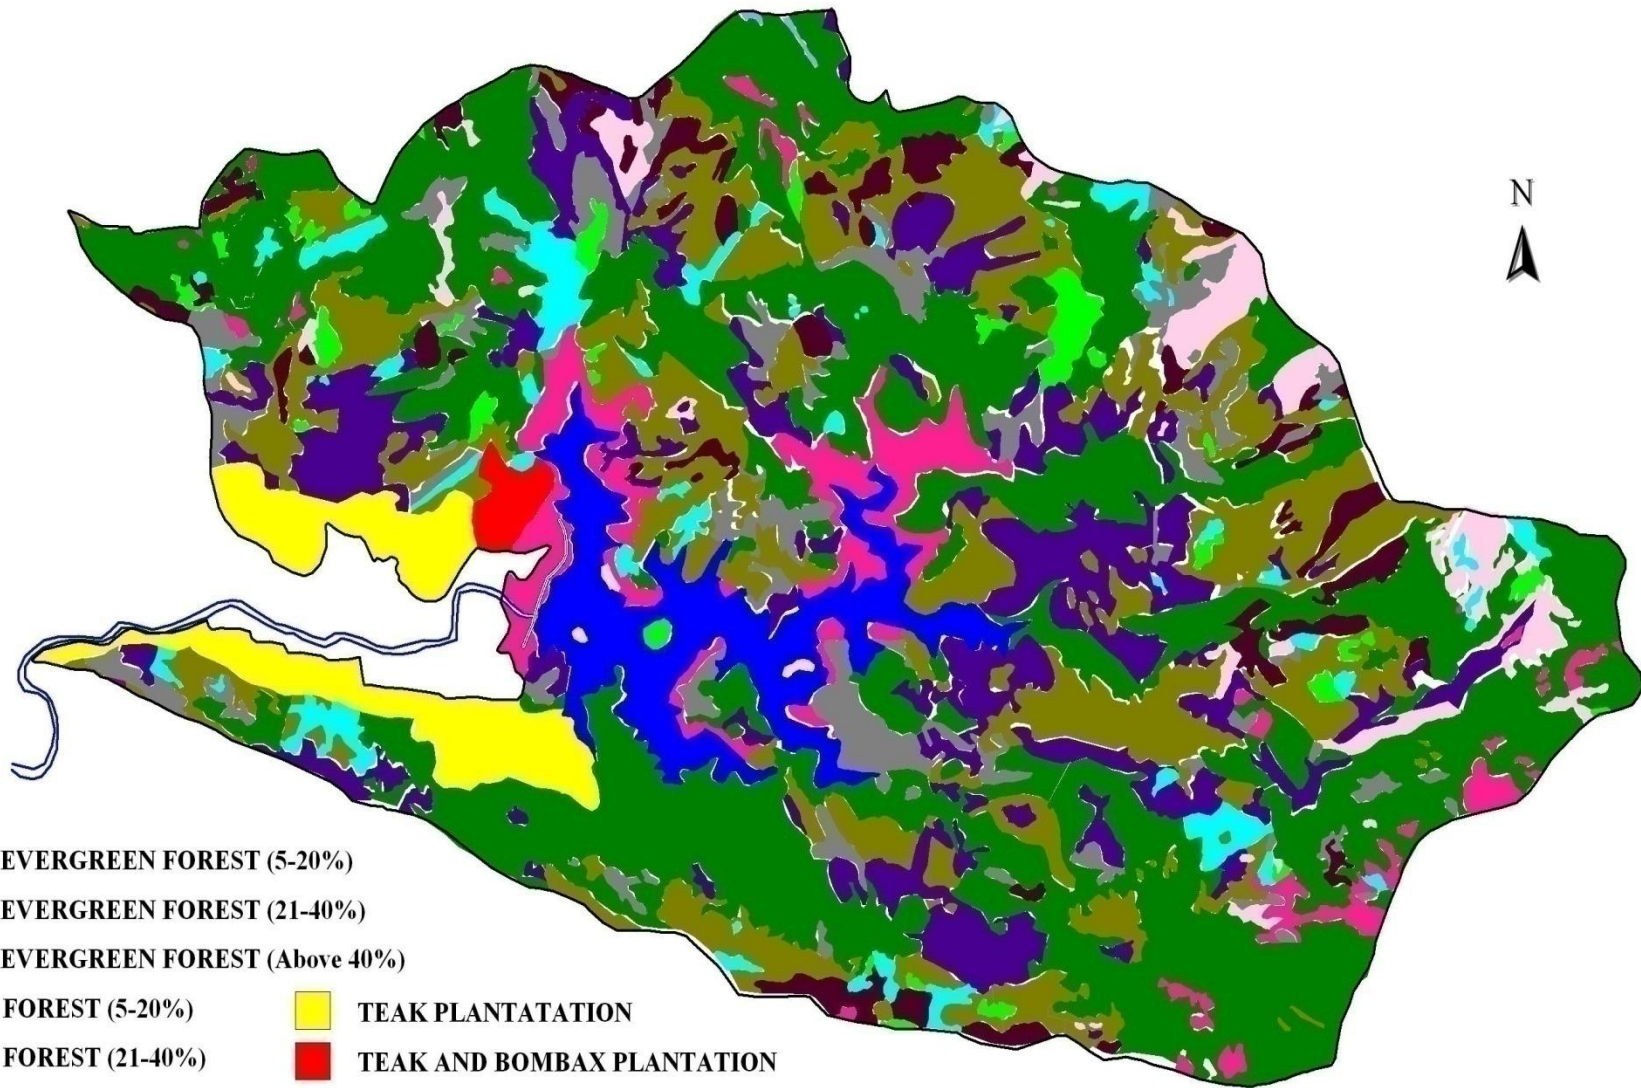 N
EVERGREEN FOREST (5-20%)
EVERGREEN FOREST (21-40%)
EVERGREEN FOREST (Above 40%)
FOREST (5-20%)
TEAK PLANTATATION
FOREST (21-40%)
TEAK AND BOMBAX PLANTATION